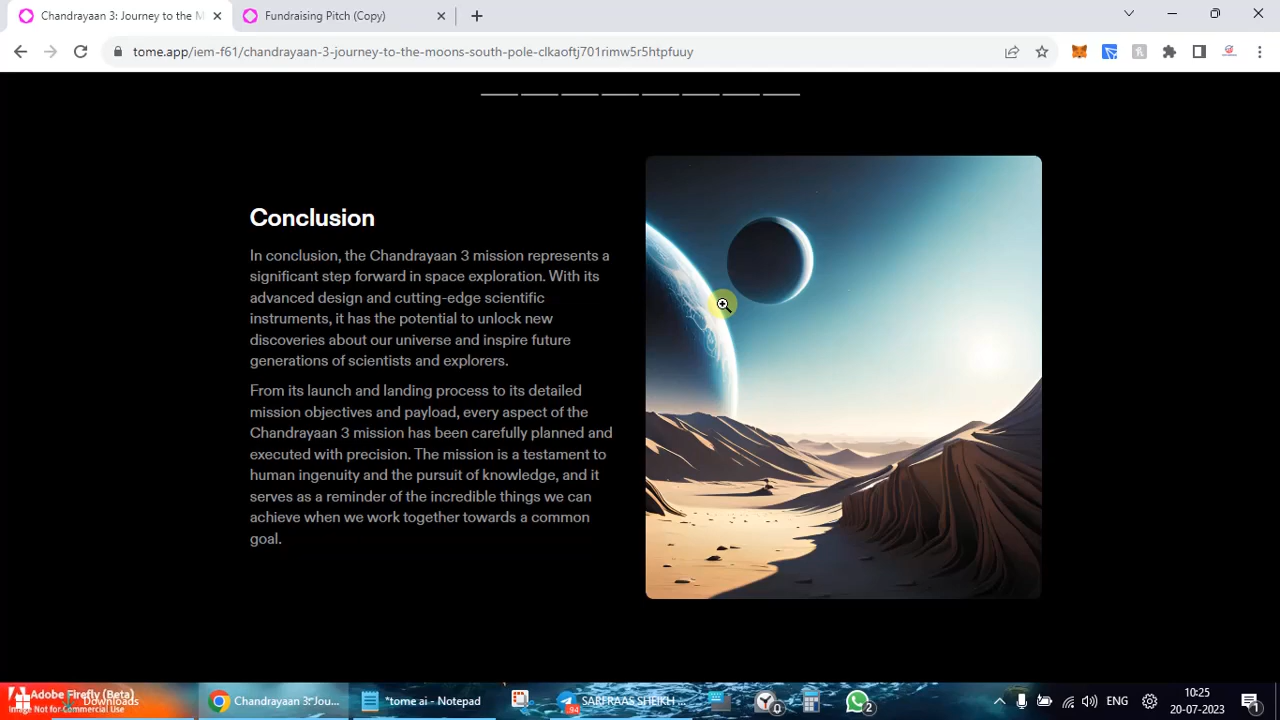 Chandrayaan 3: Journey to the M
Fundraising Pitch (Copy)
tome.app/iem-f61/chandrayaan-3-journey-to-the-moons-south-pole-clkaoftj701rimw5r5htpfuuy
Conclusion
In conclusion, the Chandrayaan 3 mission represents a
significant step forward in space exploration. With its
advanced design and cutting-edge scientific
instruments, it has the potential to unlock new
discoveries about our universe and inspire future
generations of scientists and explorers.
From its launch and landing process to its detailed
mission objectives and payload, every aspect of the
Chandrayaan 3 mission has been carefully planned and
executed with precision. The mission is a testament to
human ingenuity and the pursuit of knowledge, and it
serves as a reminder of the incredible things we can
achieve when we work together towards a common
goal.
Adobe Firefly (Beta)
Image Not for Commercial Use
Downloads
Chandrayaan 3: Jou...
*tome ai - Notepad
94
SARFRAAS SHEIKH ...
0
2
ENG
10:25
20-07-2023
1